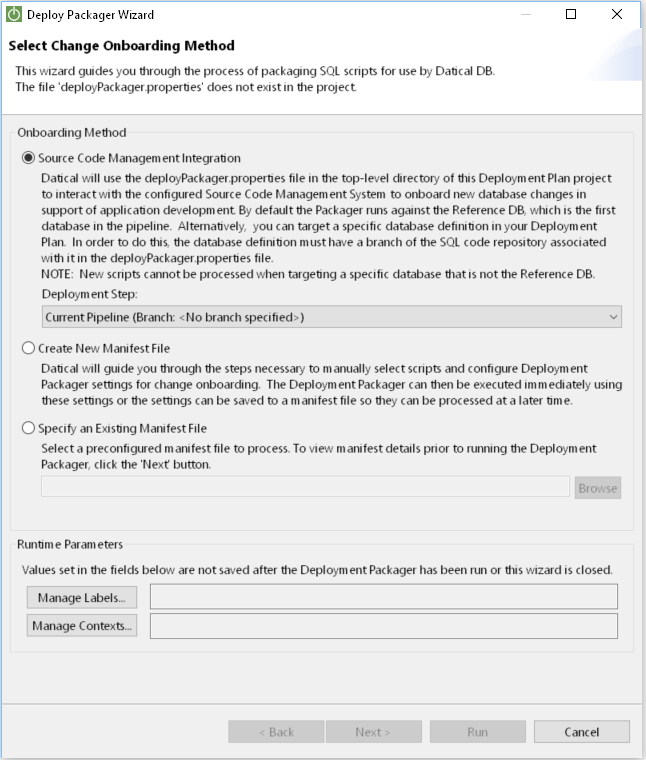 Deploy Packager Wizard
Select Change Onboarding Method
This wizard guides you through the process of packaging SQL scripts for use by Datical DB.
The file 'deployPackager.properties' does not exist in the project.
Onboarding Method
Source Code Management Integration
Datical will use the deployPackager.properties file in the top-level directory of this Deployment Plan project
to interact with the configured Source Code Management System to onboard new database changes in
support of application development. By default the Packager runs against the Reference DB, which is the first
database in the pipeline.  Alternatively,  you can target a specific database definition in your Deployment
Plan.  In order to do this, the database definition must have a branch of the SQL code repository associated
with it in the deployPackager.properties file.
NOTE:  New scripts cannot be processed when targeting a specific database that is not the Reference DB.
Deployment Step:
Current Pipeline (Branch: <No branch specified>)
Create New Manifest File
Datical will guide you through the steps necessary to manually select scripts and configure Deployment
Packager settings for change onboarding.  The Deployment Packager can then be executed immediately using
these settings or the settings can be saved to a manifest file so they can be processed at a later time.
Specify an Existing Manifest File
Select a preconfigured manifest file to process. To view manifest details prior to running the Deployment
Packager, click the 'Next' button.
Browse
Runtime Parameters
Values set in the fields below are not saved after the Deployment Packager has been run or this wizard is closed.
Manage Labels...
Manage Contexts...
< Back
Next >
Run
Cancel